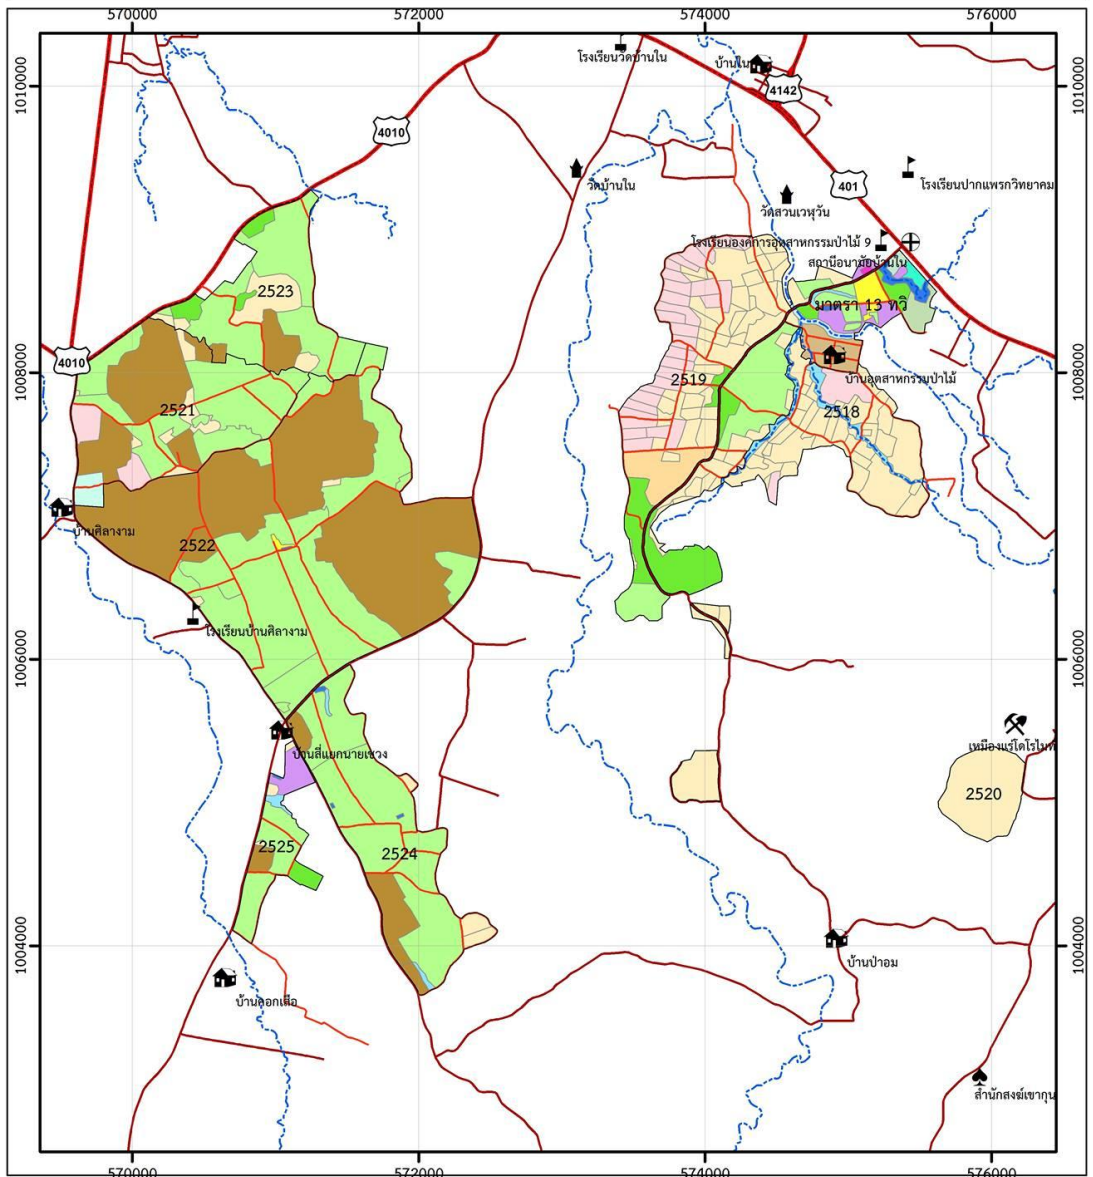 570000
572000
574000
576000
โรงเรียนวัดบ้านใน
บ้านใน
1010000
1010000
4142
4010
วัดบ้านใน
401
โรงเรียนปากแพรกวิทยาคม
วัดสวนเวฬุวัน
โรงเรียนองค์การอุตสาหกรรมป่าไม้ 9
สถานีอนามัยบ้านใน
2523
มาตรา 13 ทวิ
4010
1008000
1008000
บ้านอุตสาหกรรมป่าไม้
2519
2521
2518
บ้านศิลางาม
2522
โรงเรียนบ้านศิลางาม
1006000
1006000
บ้านสี่แยกนายเชวง
เหมืองแร่โดโรไมท์
2520
2525
2524
1004000
1004000
บ้านป่าอม
บ้านคอกเสือ
สำนักสงฆ์เขากุน
570000
572000
574000
576000